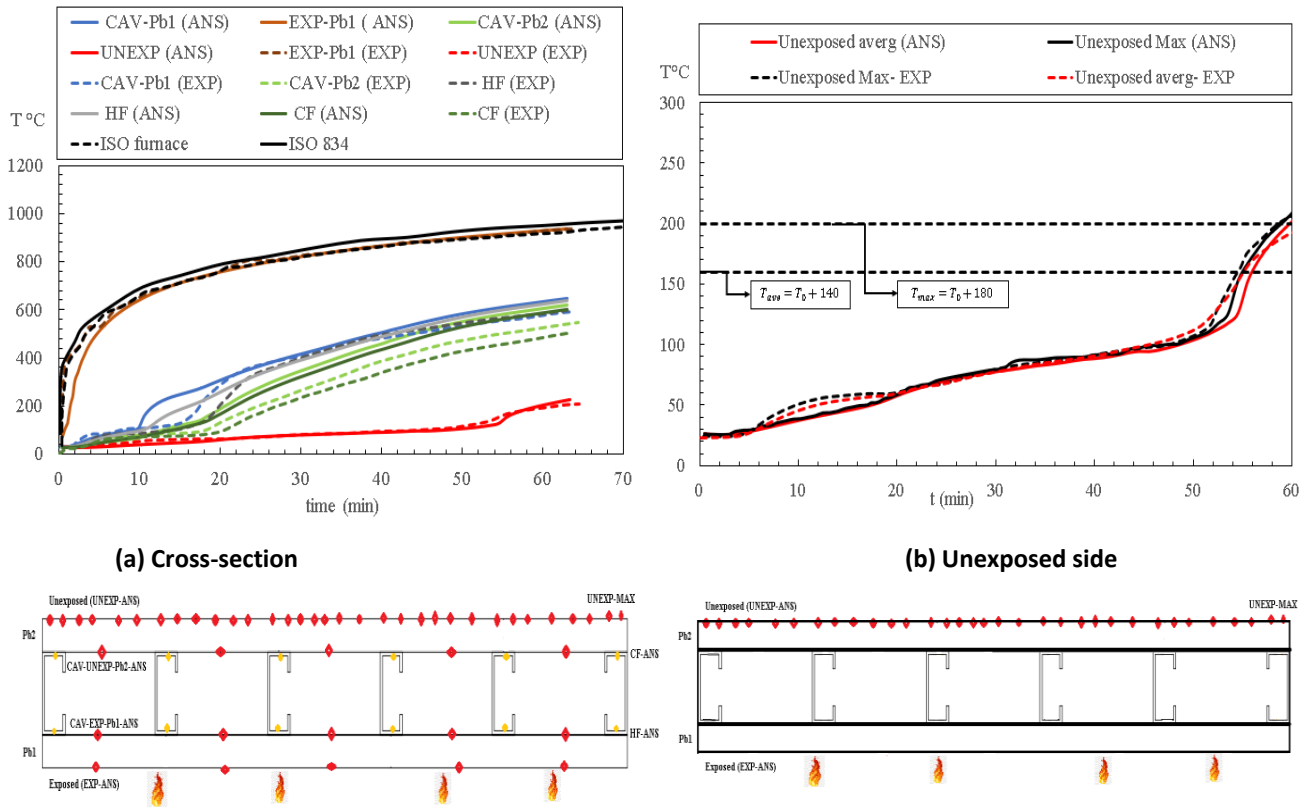 CAV-Pb1 (ANS) EXP-Pb1 ( ANS) CAV-Pb2 (ANS)
UNEXP (ANS) EXP-Pb1 (EXP) UNEXP (EXP)
CAV-Pb1 (EXP) CAV-Pb2 (EXP) HF (EXP)
HF (ANS) CF (ANS) CF (EXP)
ISO furnace ISO 834
T °C
1200
1000
800
600
400
200
0
0 10 20 30 40 50 60 70
time (min)
(a) Cross-section
Unexposed averg (ANS) Unexposed Max (ANS)
Unexposed Max- EXP Unexposed averg- EXP
T°C
300
250
200
150
100
50
0
T_ave = T_0 + 140
T_max = T_0 + 180
0 10 20 30 40 50 60
t (min)
(b) Unexposed side
Unexposed (UNEXP-ANS) UNEXP-MAX
Pb2
CAV-UNEXP-Pb2-ANS CF-ANS
CAV-EXP-Pb1-ANS
HF-ANS
Pb1
Exposed (EXP-ANS)
Unexposed (UNEXP-ANS) UNEXP-MAX
Pb2
Pb1
Exposed (EXP-ANS)